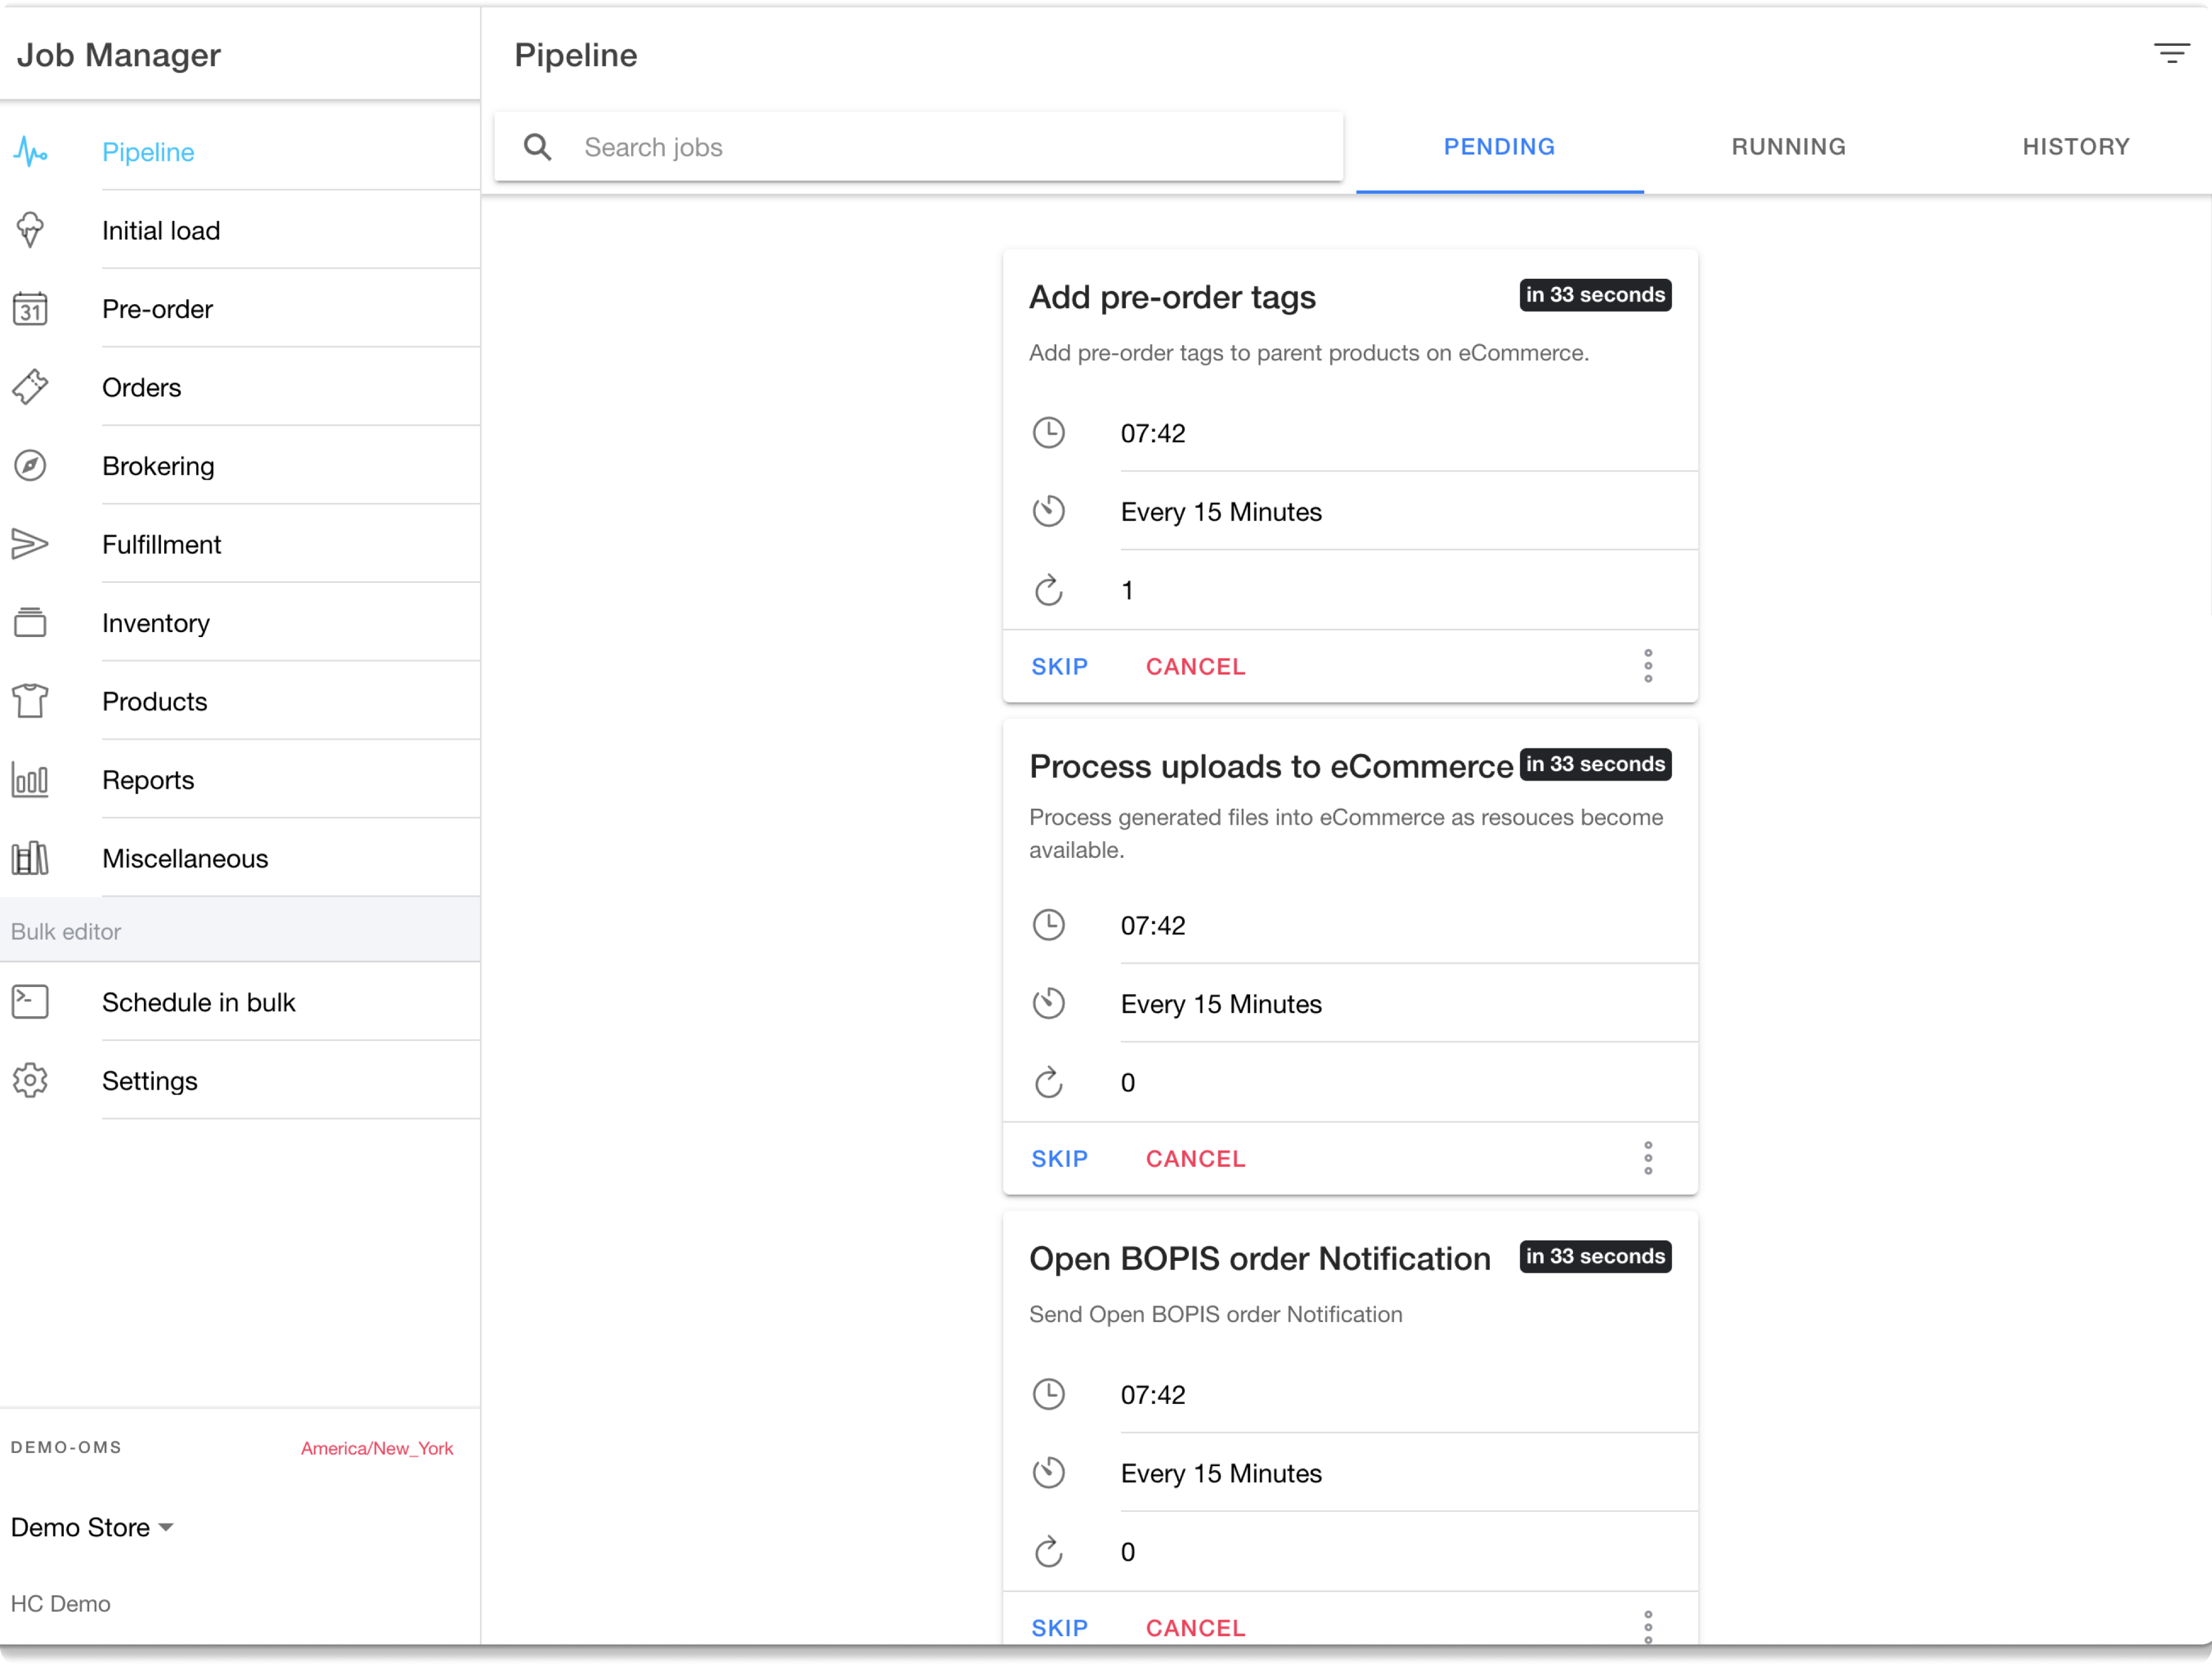 Job Manager
Pipeline
Initial load
31
Pre-order
Orders
Brokering
Fulfillment
Inventory
Products
Reports
Miscellaneous
Bulk editor
Schedule in bulk
Settings
DEMO-OMS America/New_York
Demo Store
HC Demo
Pipeline
Search jobs
PENDING RUNNING HISTORY
Add pre-order tags in 33 seconds
Add pre-order tags to parent products on eCommerce.
07:42
Every 15 Minutes
1
SKIP CANCEL
Process uploads to eCommerce in 33 seconds
Process generated files into eCommerce as resouces become
available.
07:42
Every 15 Minutes
0
SKIP CANCEL
Open BOPIS order Notification in 33 seconds
Send Open BOPIS order Notification
07:42
Every 15 Minutes
0
SKIP CANCEL